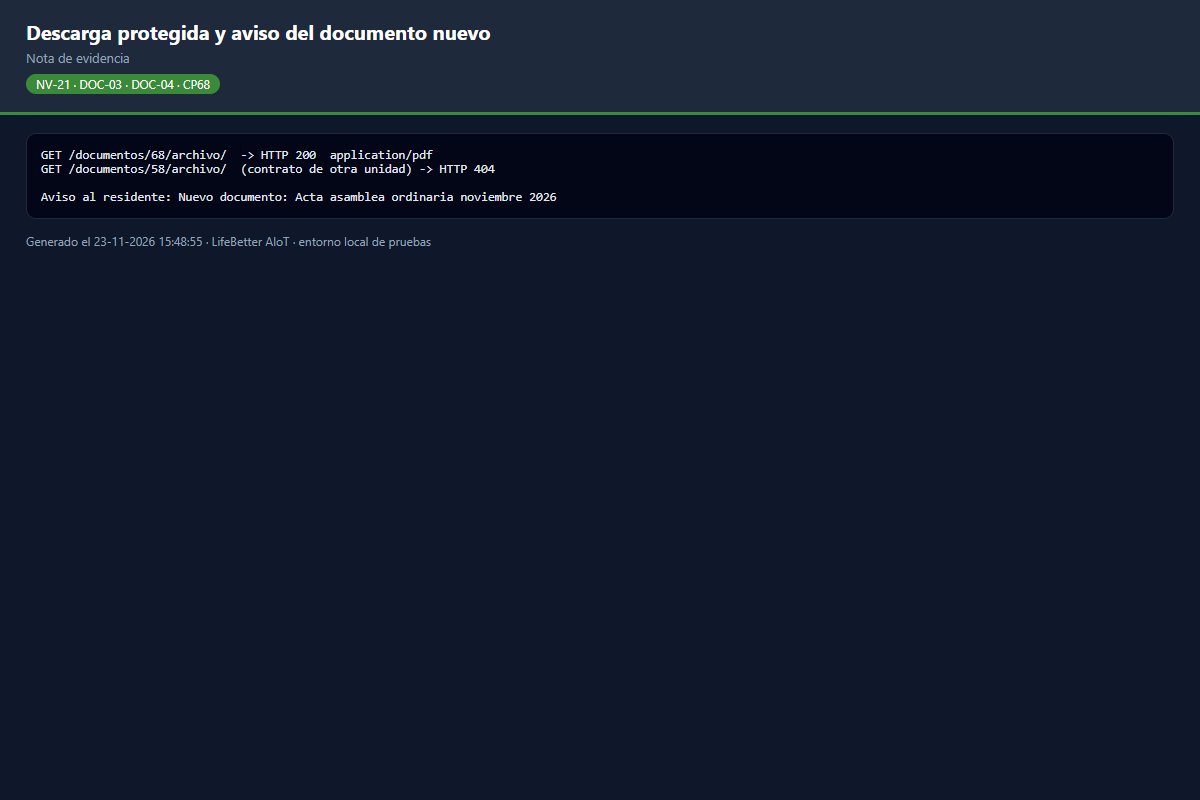 Descarga protegida y aviso del documento nuevo
Nota de evidencia
NV-21 · DOC-03 · DOC-04 · CP68
GET /documentos/68/archivo/  -> HTTP 200  application/pdf
GET /documentos/58/archivo/  (contrato de otra unidad) -> HTTP 404
Aviso al residente: Nuevo documento: Acta asamblea ordinaria noviembre 2026
Generado el 23-11-2026 15:48:55 · LifeBetter AIoT · entorno local de pruebas